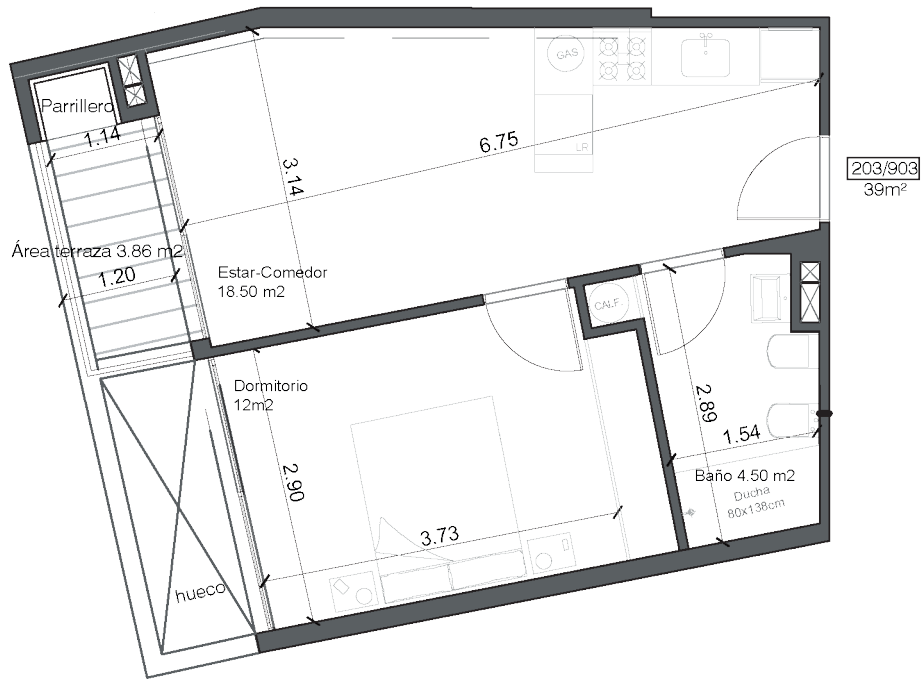 GAS
Parrillero
1.14
6.75
LR
3.14
203/903
39m²
Área terraza 3.86 m2
1.20
Estar-Comedor
18.50 m2
CALF.
Dormitorio
12m2
2.89
1.54
2.90
Baño 4.50 m2
Ducha
80x138cm
3.73
hueco